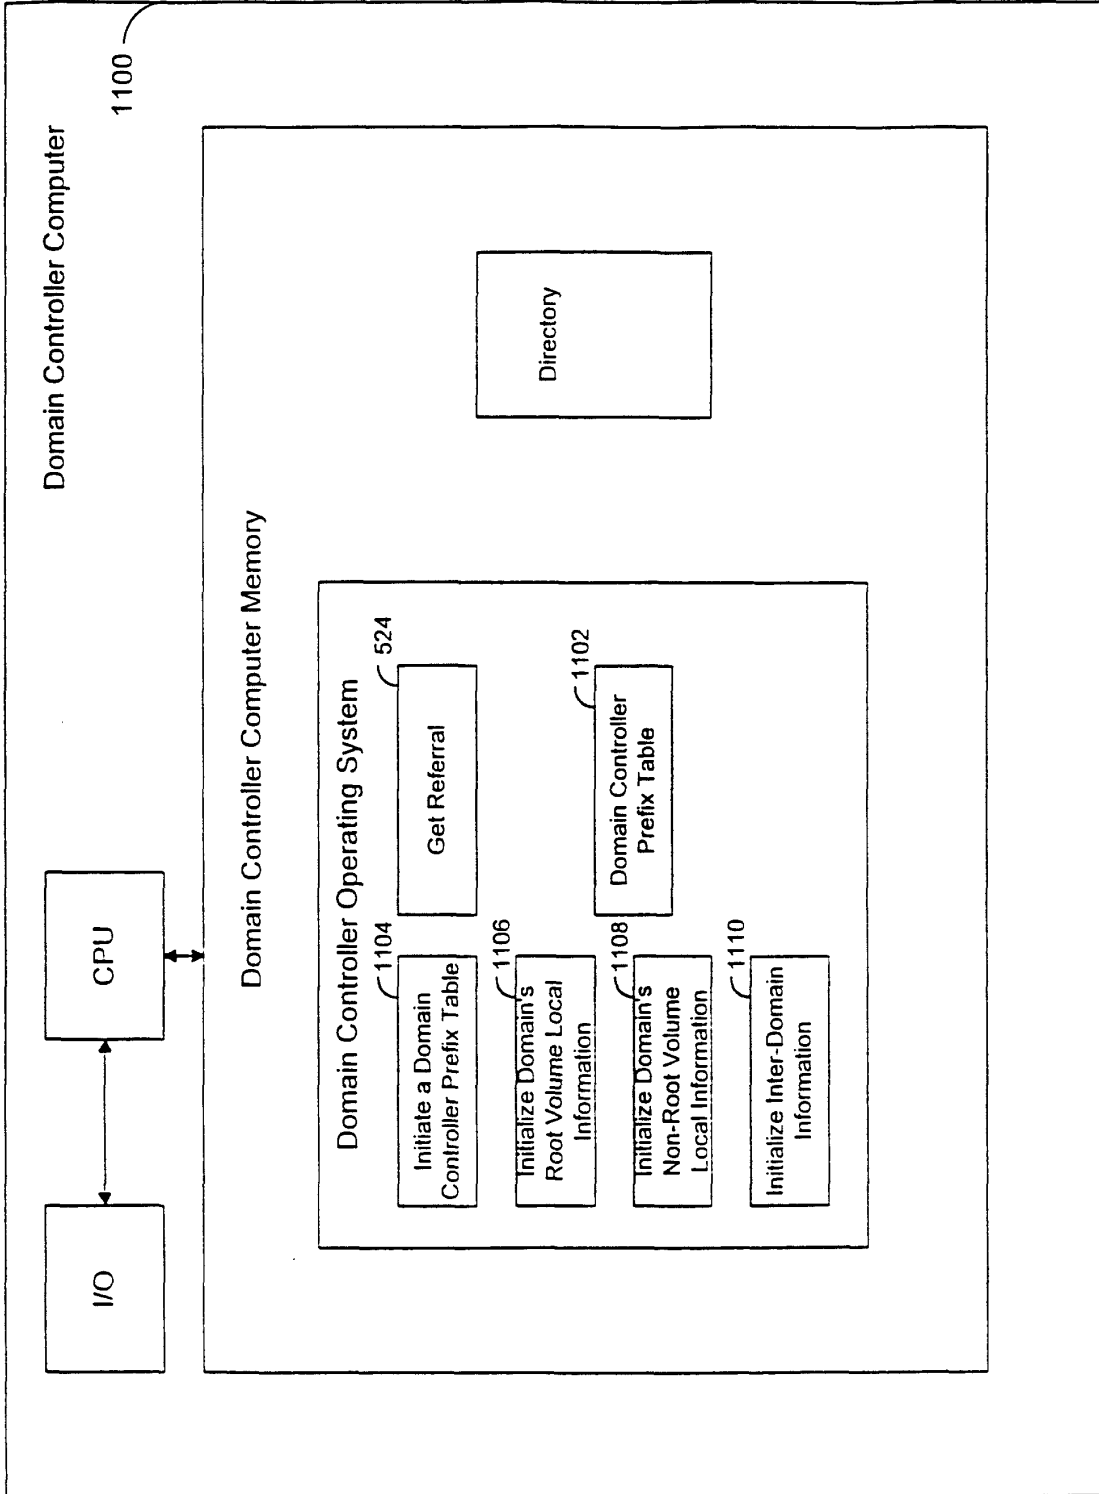 Domain Controller Computer
1100
I/O
CPU
Domain Controller Computer Memory
Domain Controller Operating System
1104
Initiate a Domain
Controller Prefix Table
524
Get Referral
1106
Initialize Domain's
Root Volume Local
Information
1108
Initialize Domain's
Non-Root Volume
Local Information
1102
Domain Controller
Prefix Table
1110
Initialize Inter-Domain
Information
Directory